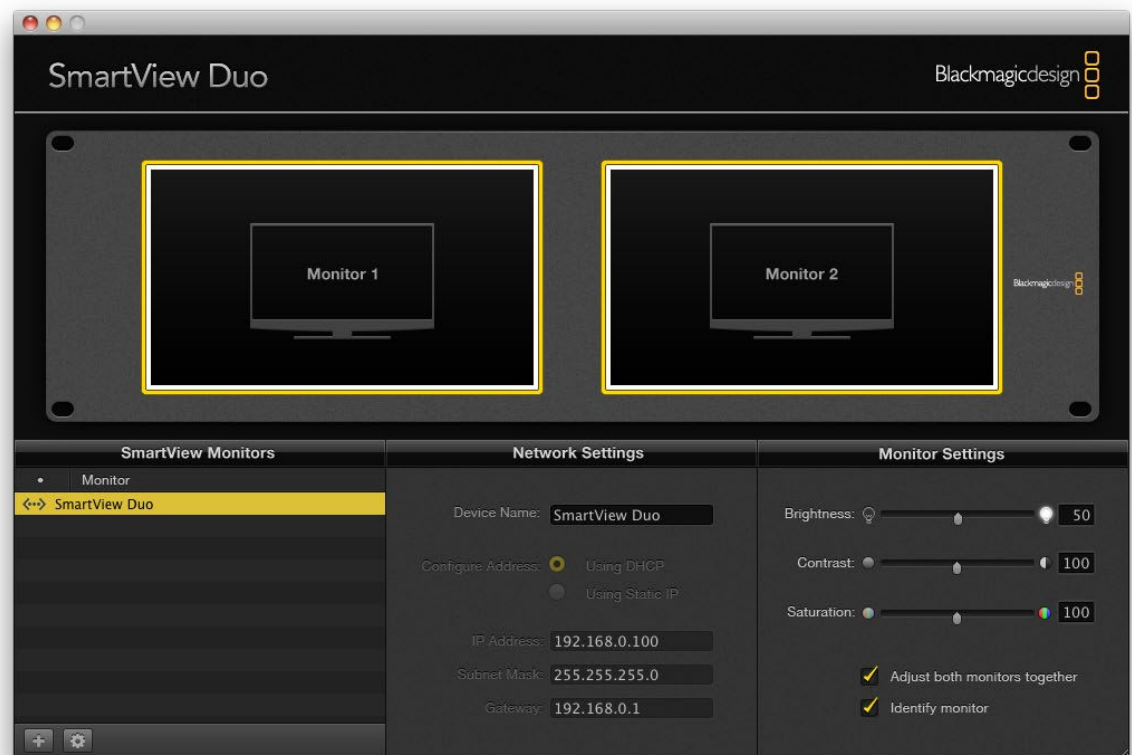 SmartView Duo
Blackmagicdesign
Monitor 1
Monitor 2
Blackmagicdesign
SmartView Monitors
Monitor
SmartView Duo
Network Settings
Device Name: SmartView Duo
Configure Address: Using DHCP
Using Static IP
IP Address: 192.168.0.100
Subnet Mask: 255.255.255.0
Gateway: 192.168.0.1
Monitor Settings
Brightness: 50
Contrast: 100
Saturation: 100
Adjust both monitors together
Identify monitor